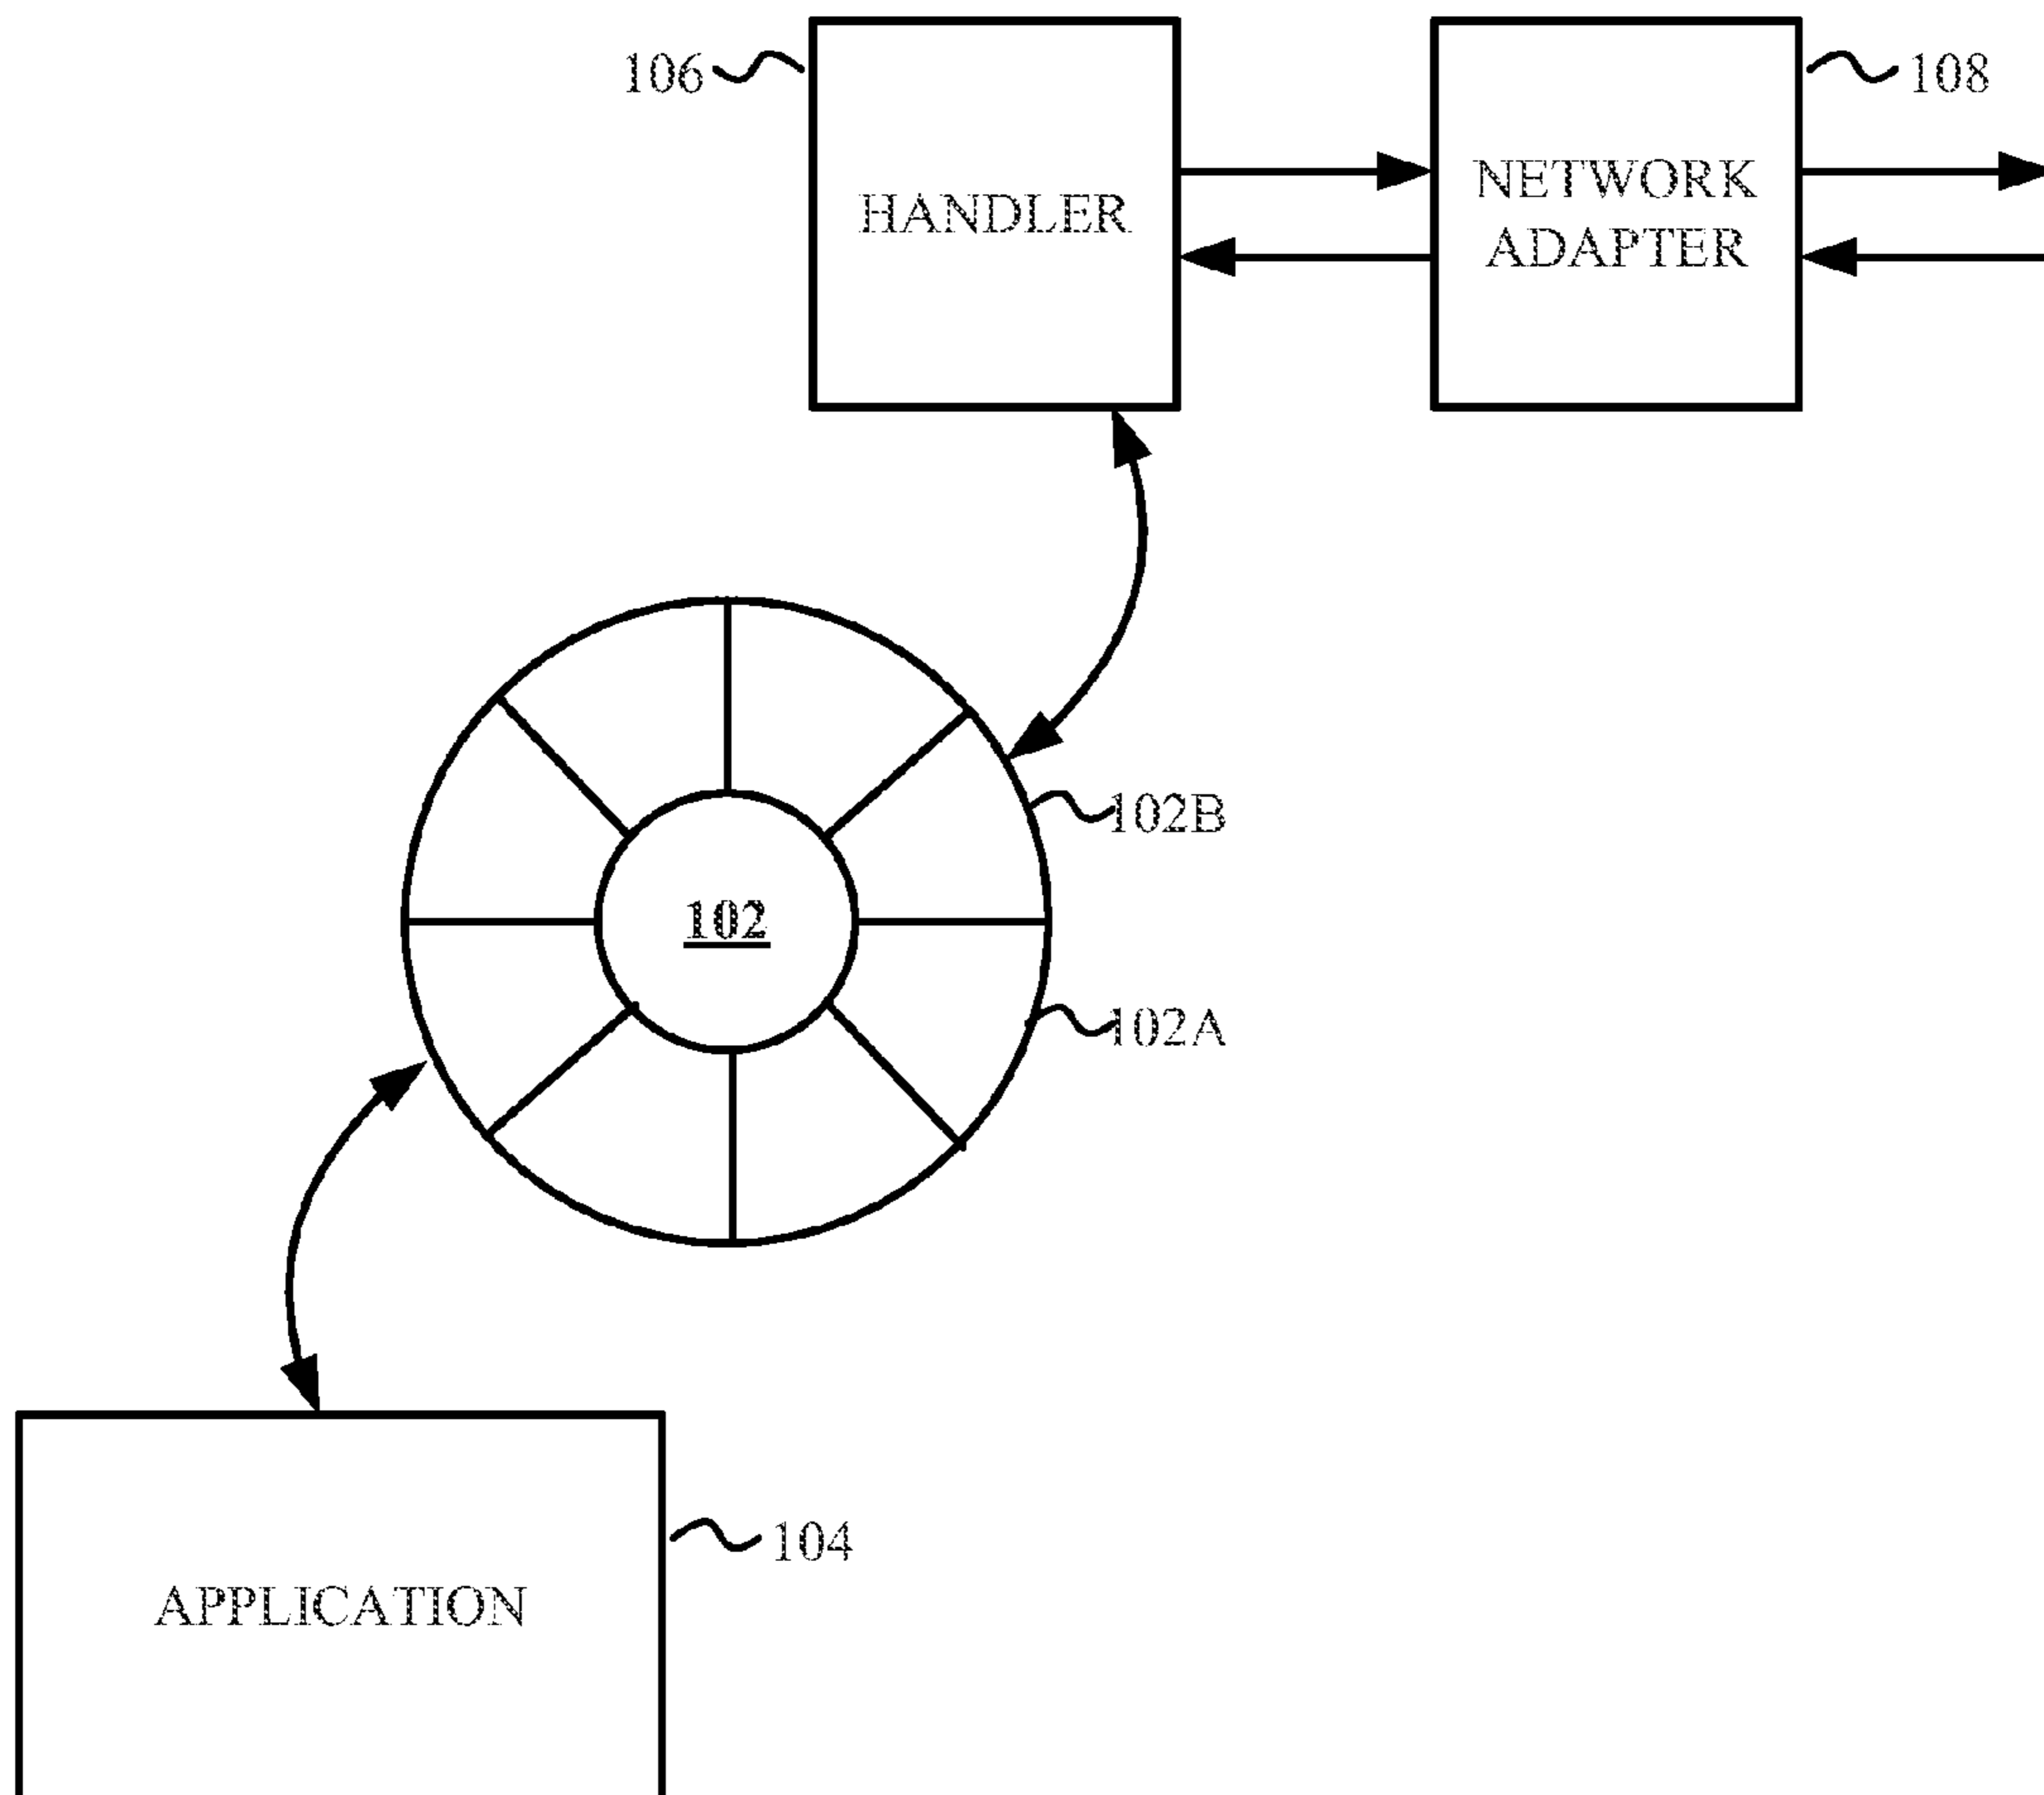 106
108
HANDLER
NETWORK
ADAPTER
102B
102
102A
104
APPLICATION